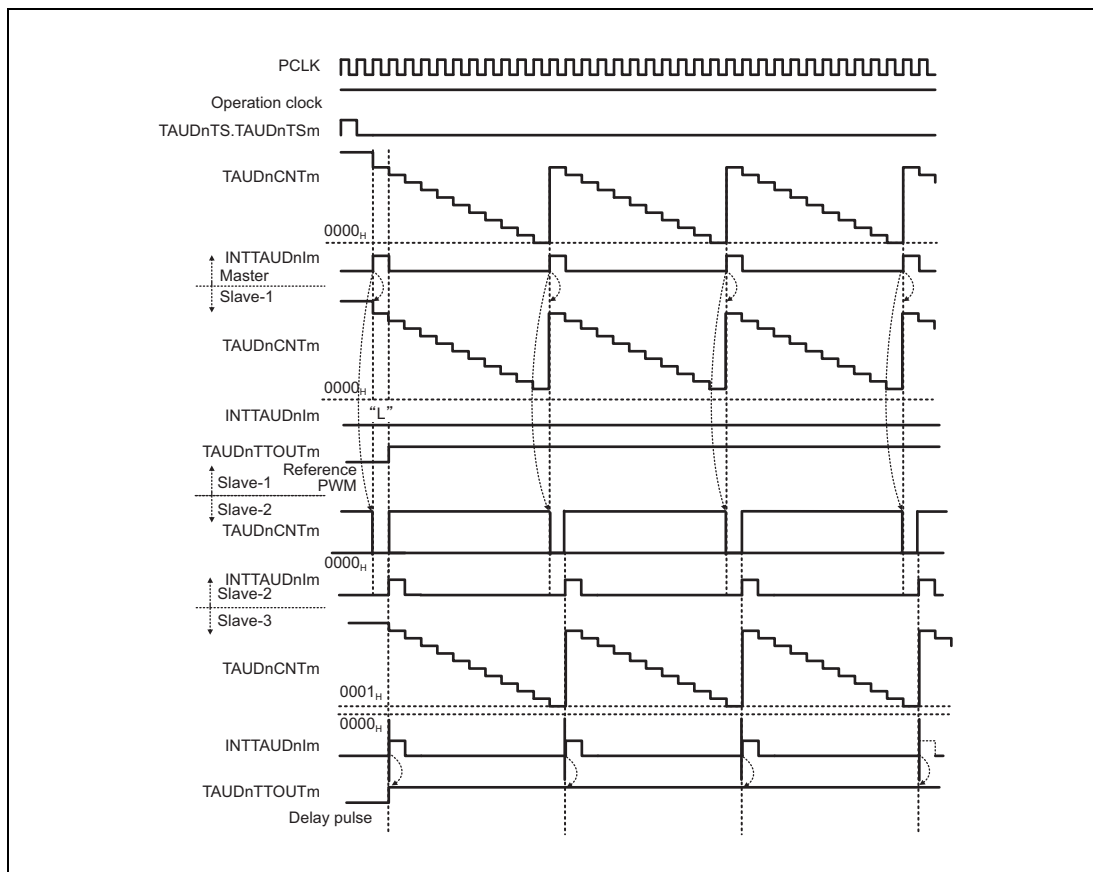 PCLK
Operation clock
TAUDnTS.TAUDnTSm
TAUDnCNTm
0000H
INTTAUDnIm
Master
Slave-1
TAUDnCNTm
0000H
INTTAUDnIm
“L”
TAUDnTTOUTm
Reference
PWM
Slave-1
Slave-2
TAUDnCNTm
0000H
INTTAUDnIm
Slave-2
Slave-3
TAUDnCNTm
0001H
0000H
INTTAUDnIm
TAUDnTTOUTm
Delay pulse